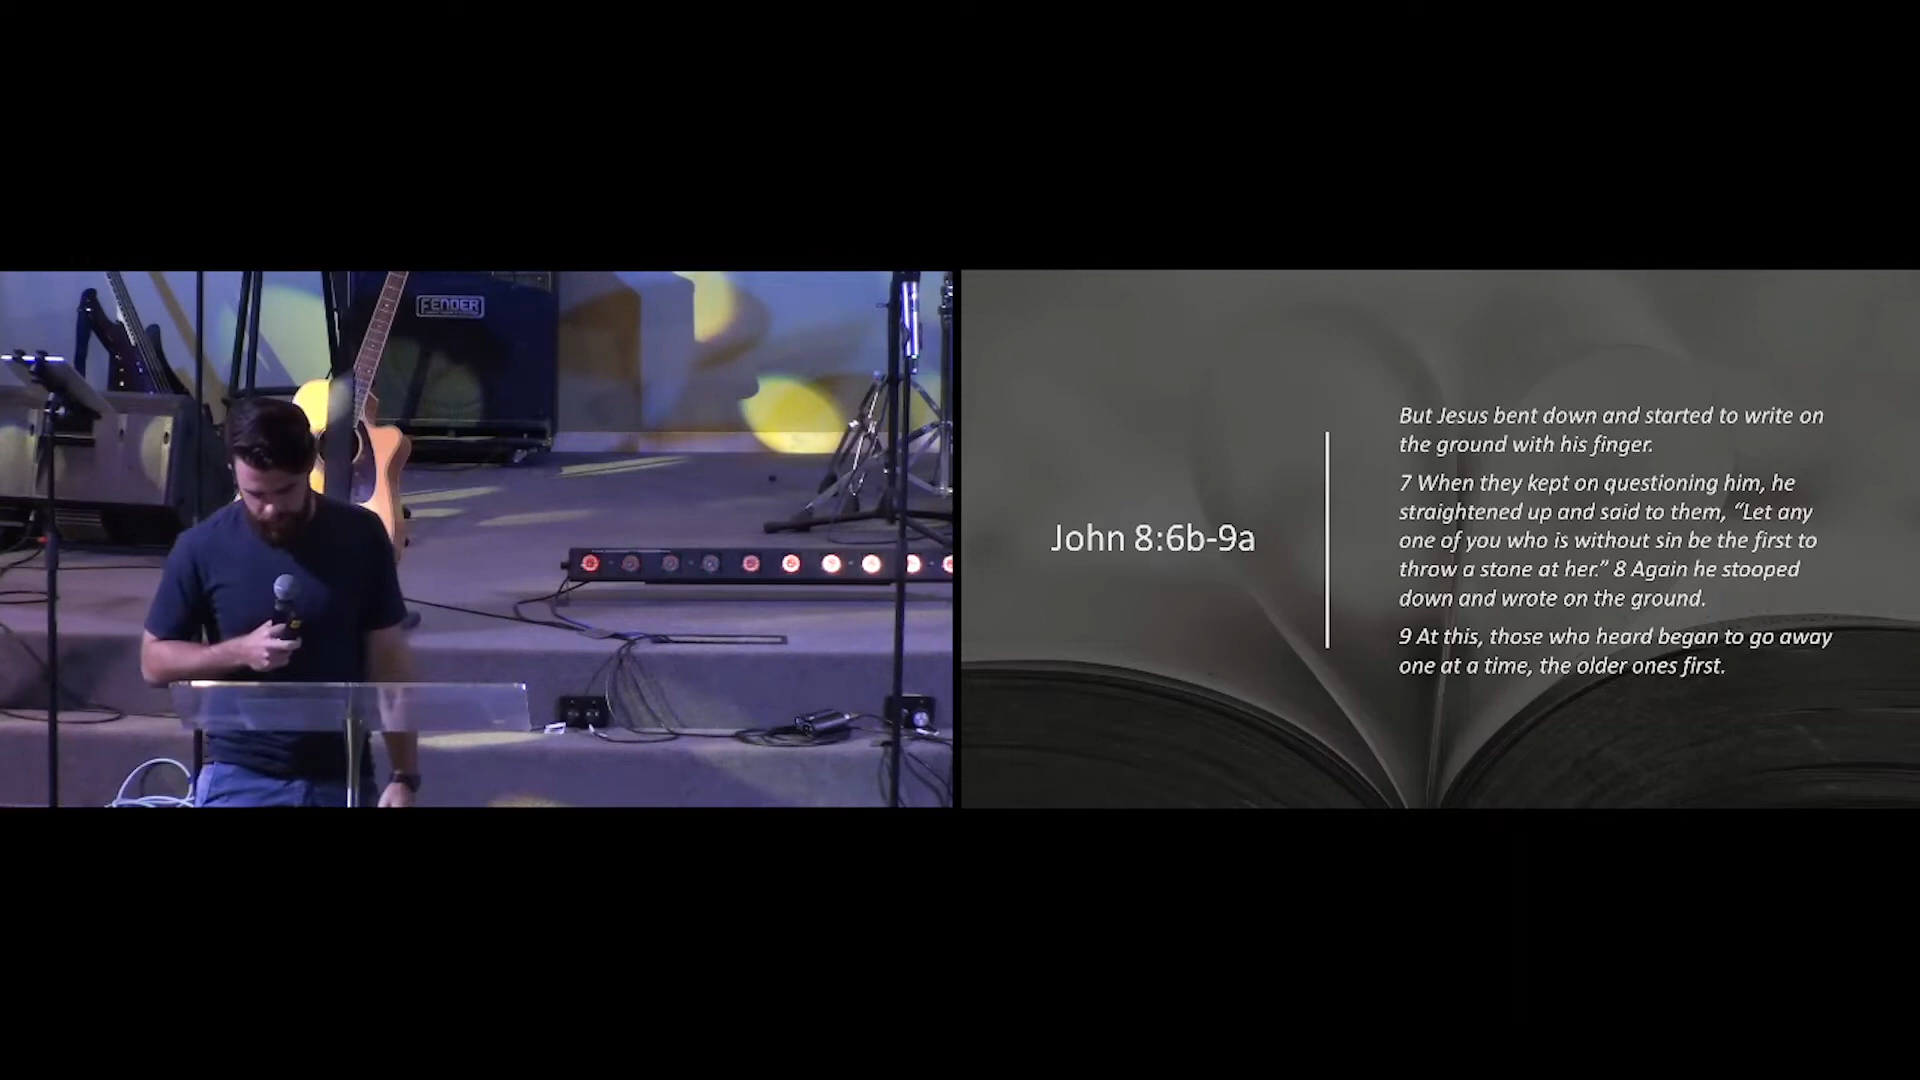 FENDER
John 8:6b-9a
But Jesus bent down and started to write on
the ground with his finger.
7 When they kept on questioning him, he
straightened up and said to them, “Let any
one of you who is without sin be the first to
throw a stone at her.” 8 Again he stooped
down and wrote on the ground.
9 At this, those who heard began to go away
one at a time, the older ones first.